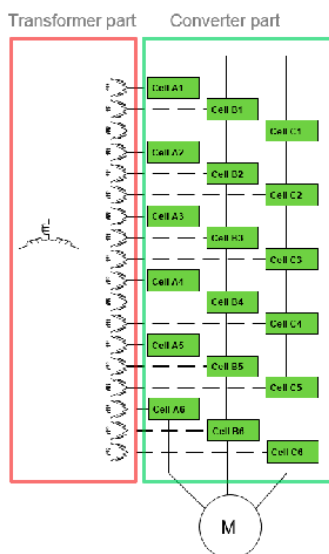 Transformer part Converter part
Cell A1
Cell B1
Cell C1
Cell A2
Cell B2
Cell C2
Cell A3
Cell B3
Cell C3
Cell A4
Cell B4
Cell C4
Cell A5
Cell B5
Cell C5
Cell A6
Cell B6
Cell C6
M